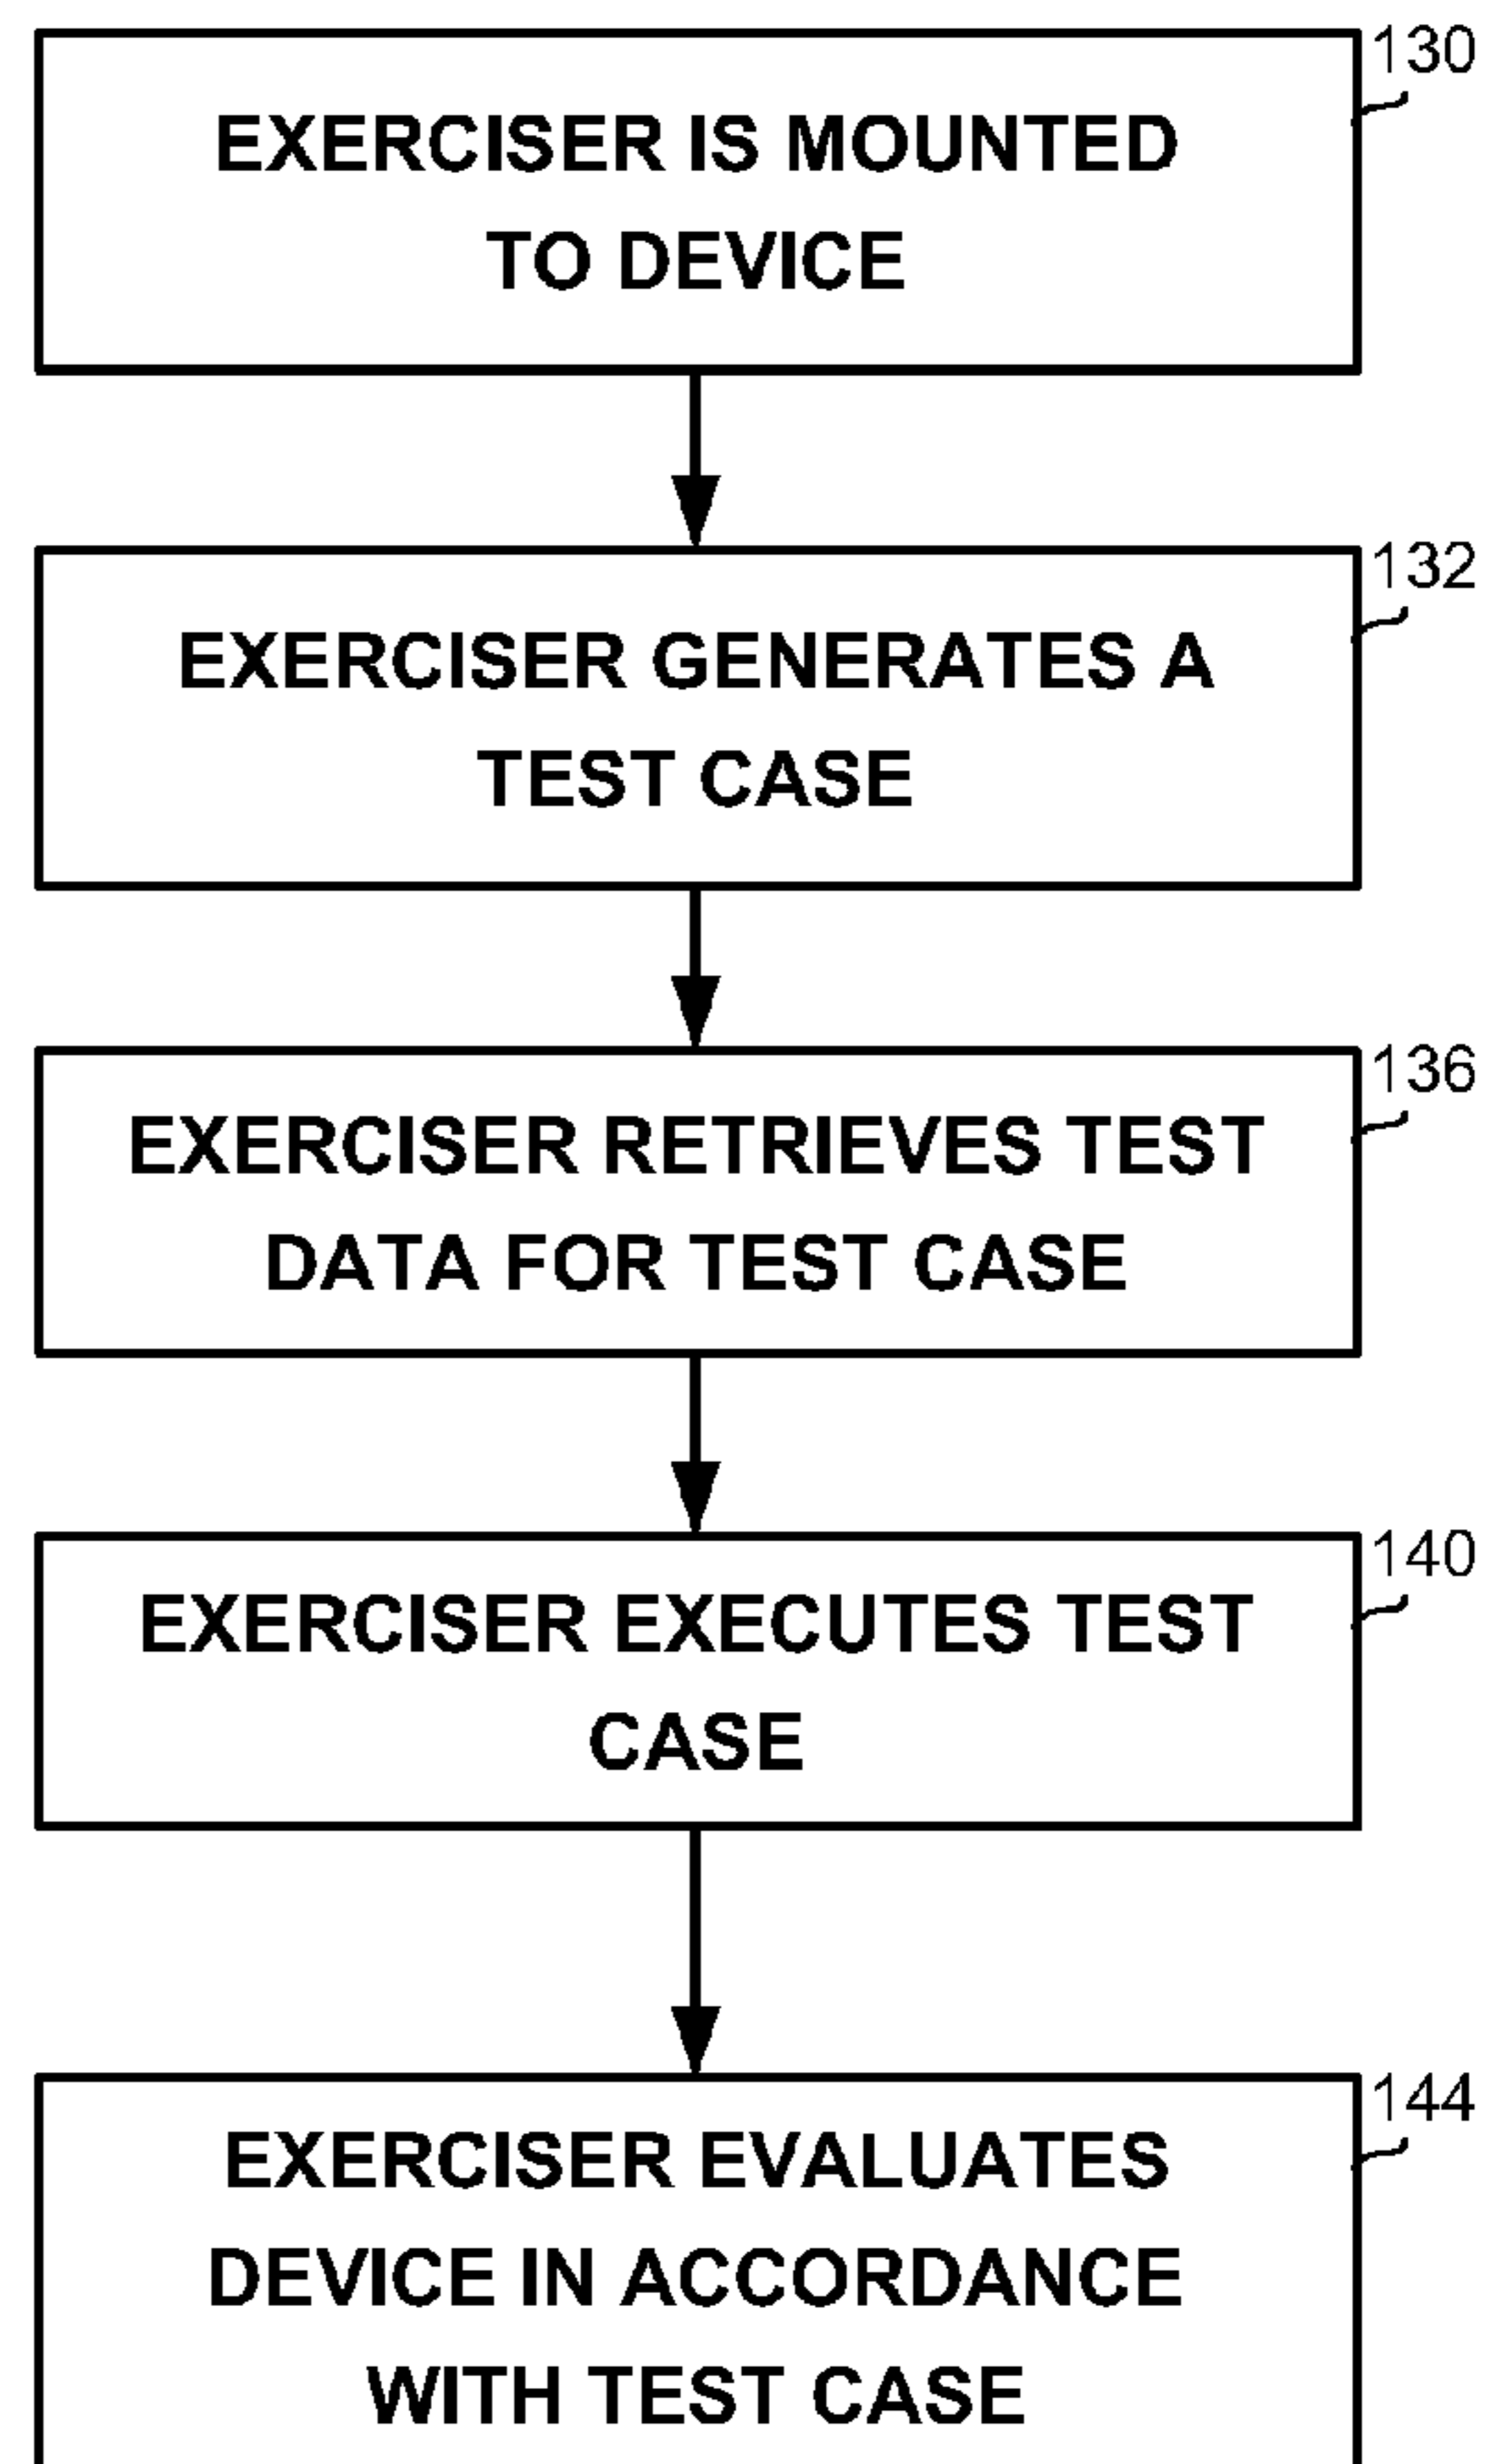 130
EXERCISER IS MOUNTED
TO DEVICE
132
EXERCISER GENERATES A
TEST CASE
136
EXERCISER RETRIEVES TEST
DATA FOR TEST CASE
140
EXERCISER EXECUTES TEST
CASE
144
EXERCISER EVALUATES
DEVICE IN ACCORDANCE
WITH TEST CASE